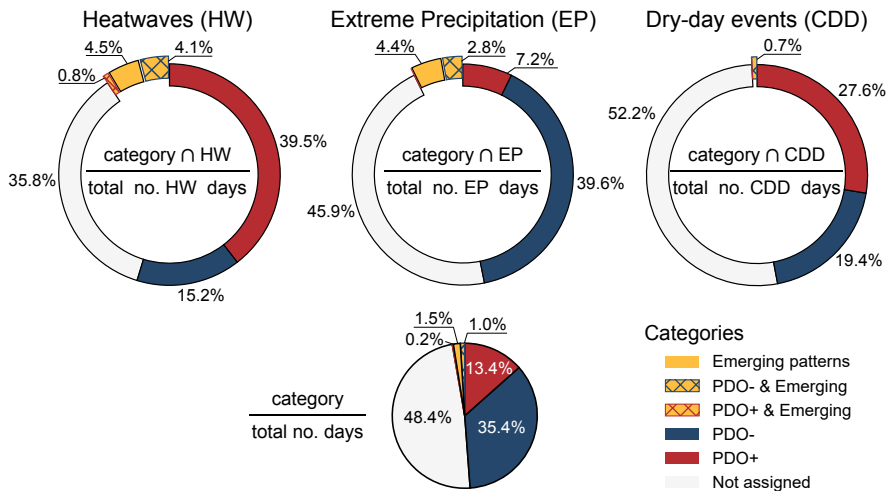 Heatwaves (HW)
Extreme Precipitation (EP)
Dry-day events (CDD)
4.5%
4.1%
0.8%
39.5%
35.8%
15.2%
category ∩ HW
total no. HW days
4.4%
2.8%
7.2%
39.6%
45.9%
category ∩ EP
total no. EP days
0.7%
27.6%
52.2%
19.4%
category ∩ CDD
total no. CDD days
1.5%
1.0%
0.2%
13.4%
48.4%
35.4%
category
total no. days
Categories
Emerging patterns
PDO- & Emerging
PDO+ & Emerging
PDO-
PDO+
Not assigned